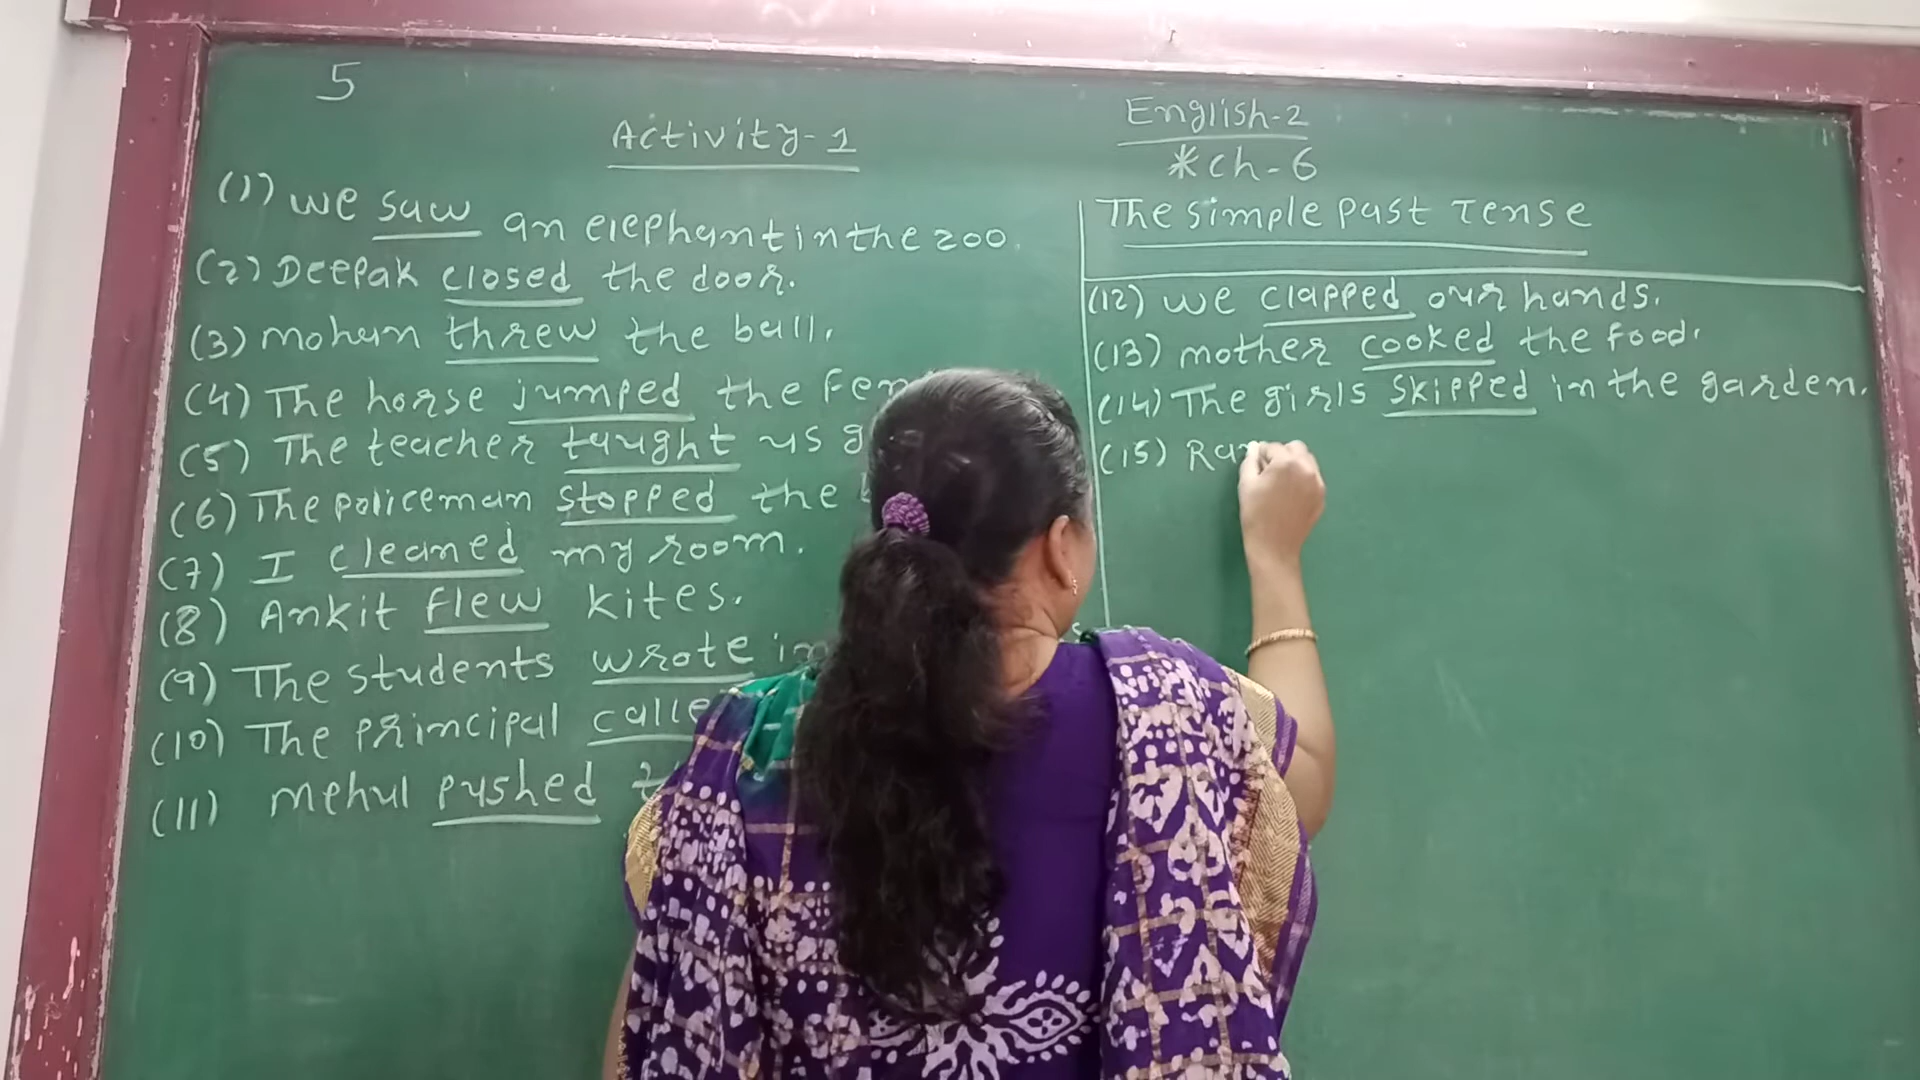 5
Activity-1
(1) We saw an elephant in the zoo.
(2) Deepak closed the door.
(3) Mohan threw the ball.
(4) The horse jumped the
(5) The teacher taught us
(6) The policeman stopped the
(7) I cleaned my room.
(8) Ankit flew kites.
(9) The students wrote
(10) The principal
(11) Mehul pushed
English-2
*ch-6
The simple past Tense
(12) We clapped our hands.
(13) mother cooked the food.
(14) The girls skipped in the garden.
(15)